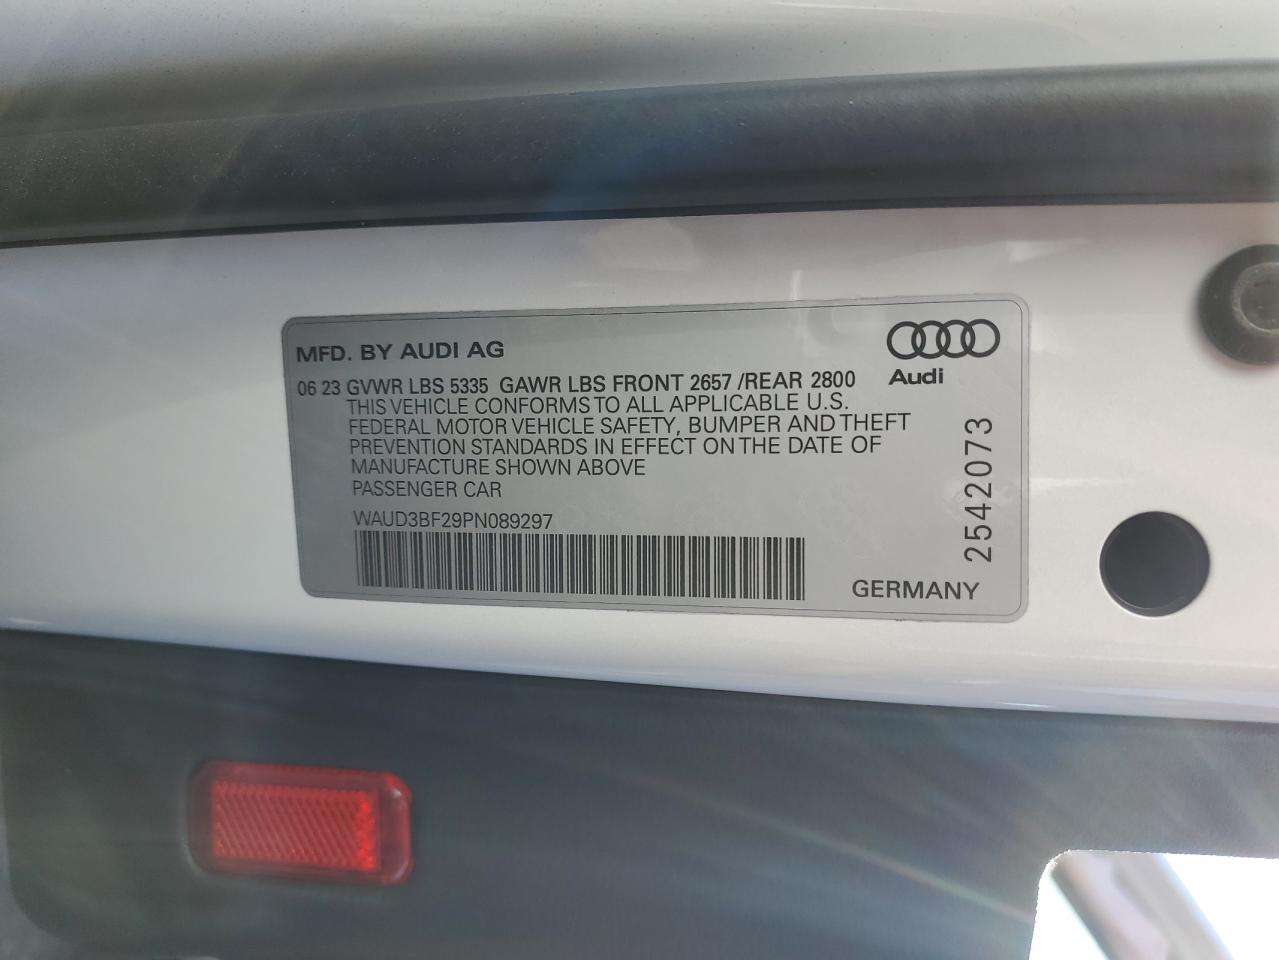 MFD. BY AUDI AG
Audi
06 23 GVWR LBS 5335 GAWR LBS FRONT 2657 /REAR 2800
THIS VEHICLE CONFORMS TO ALL APPLICABLE U.S.
FEDERAL MOTOR VEHICLE SAFETY, BUMPER AND THEFT
PREVENTION STANDARDS IN EFFECT ON THE DATE OF
MANUFACTURE SHOWN ABOVE
PASSENGER CAR
WAUD3BF29PN089297
GERMANY
2542073